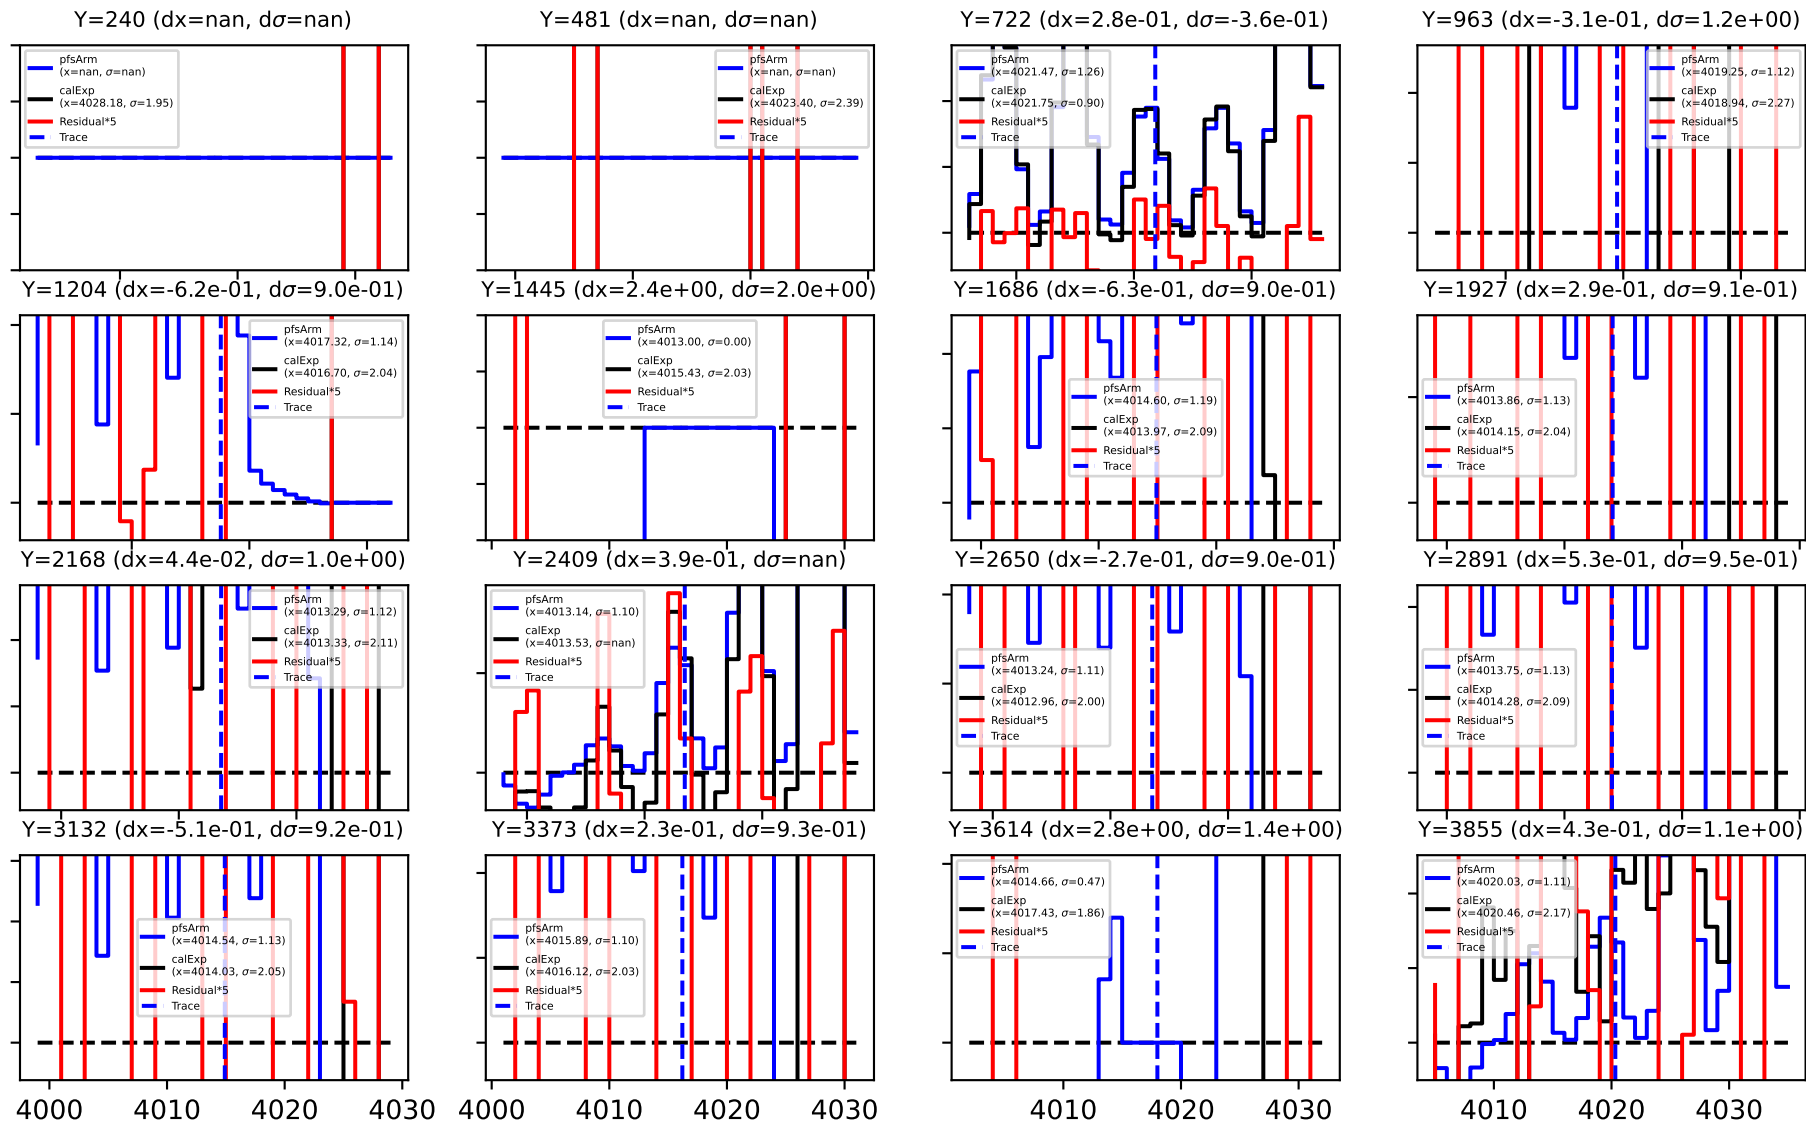 Y=240 (dx=nan, dσ=nan)
pfsArm
(x=nan, σ=nan)
calExp
(x=4028.18, σ=1.95)
Residual*5
Trace
Y=481 (dx=nan, dσ=nan)
pfsArm
(x=nan, σ=nan)
calExp
(x=4023.40, σ=2.39)
Residual*5
Trace
Y=722 (dx=2.8e-01, dσ=-3.6e-01)
pfsArm
(x=4021.47, σ=1.26)
calExp
(x=4021.75, σ=0.90)
Residual*5
Trace
Y=963 (dx=-3.1e-01, dσ=1.2e+00)
pfsArm
(x=4019.25, σ=1.12)
calExp
(x=4018.94, σ=2.27)
Residual*5
Trace
Y=1204 (dx=-6.2e-01, dσ=9.0e-01)
pfsArm
(x=4017.32, σ=1.14)
calExp
(x=4016.70, σ=2.04)
Residual*5
Trace
Y=1445 (dx=2.4e+00, dσ=2.0e+00)
pfsArm
(x=4013.00, σ=0.00)
calExp
(x=4015.43, σ=2.03)
Residual*5
Trace
Y=1686 (dx=-6.3e-01, dσ=9.0e-01)
pfsArm
(x=4014.60, σ=1.19)
calExp
(x=4013.97, σ=2.09)
Residual*5
Trace
Y=1927 (dx=2.9e-01, dσ=9.1e-01)
pfsArm
(x=4013.86, σ=1.13)
calExp
(x=4014.15, σ=2.04)
Residual*5
Trace
Y=2168 (dx=4.4e-02, dσ=1.0e+00)
pfsArm
(x=4013.29, σ=1.12)
calExp
(x=4013.33, σ=2.11)
Residual*5
Trace
Y=2409 (dx=3.9e-01, dσ=nan)
pfsArm
(x=4013.14, σ=1.10)
calExp
(x=4013.53, σ=nan)
Residual*5
Trace
Y=2650 (dx=-2.7e-01, dσ=9.0e-01)
pfsArm
(x=4013.24, σ=1.11)
calExp
(x=4012.96, σ=2.00)
Residual*5
Trace
Y=2891 (dx=5.3e-01, dσ=9.5e-01)
pfsArm
(x=4013.75, σ=1.13)
calExp
(x=4014.28, σ=2.09)
Residual*5
Trace
Y=3132 (dx=-5.1e-01, dσ=9.2e-01)
pfsArm
(x=4014.54, σ=1.13)
calExp
(x=4014.03, σ=2.05)
Residual*5
Trace
4000 4010 4020 4030
Y=3373 (dx=2.3e-01, dσ=9.3e-01)
pfsArm
(x=4015.89, σ=1.10)
calExp
(x=4016.12, σ=2.03)
Residual*5
Trace
4000 4010 4020 4030
Y=3614 (dx=2.8e+00, dσ=1.4e+00)
pfsArm
(x=4014.66, σ=0.47)
calExp
(x=4017.43, σ=1.86)
Residual*5
Trace
4010 4020 4030
Y=3855 (dx=4.3e-01, dσ=1.1e+00)
pfsArm
(x=4020.03, σ=1.11)
calExp
(x=4020.46, σ=2.17)
Residual*5
Trace
4010 4020 4030